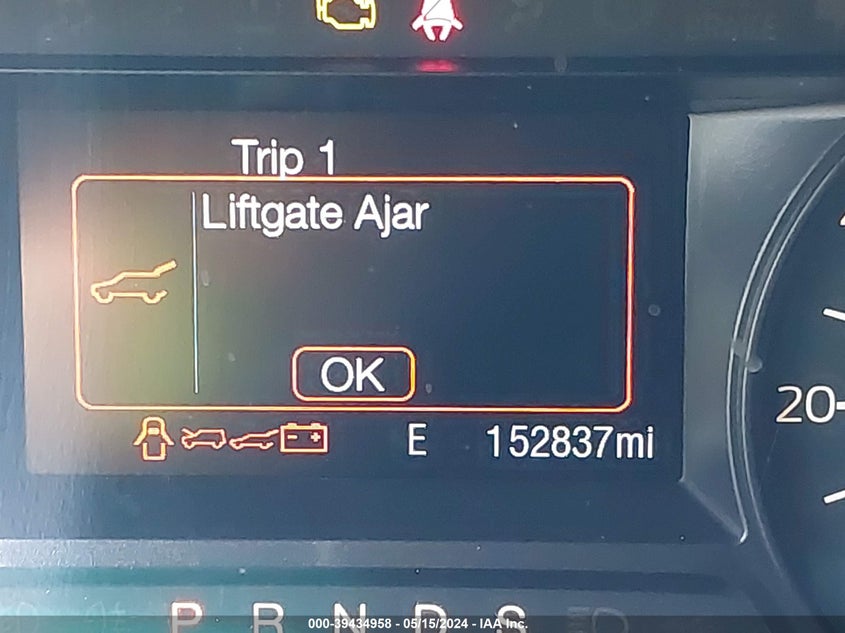 Trip 1
Liftgate Ajar
OK
E 152837mi
20
P R N D S
000-39434958 - 05/15/2024 - IAA Inc.